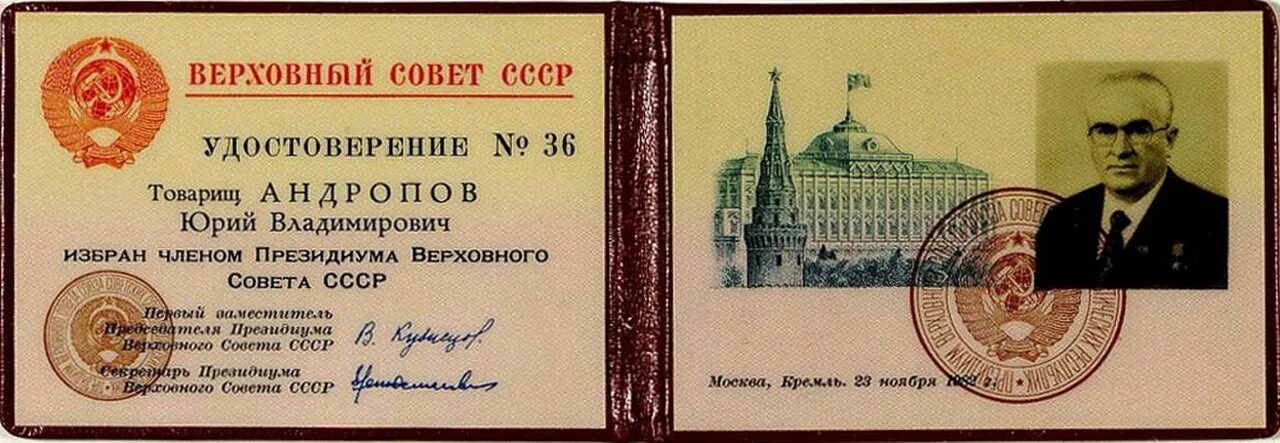 ВЕРХОВНЫЙ СОВЕТ СССР
УДОСТОВЕРЕНИЕ № 36
Товарищ АНДРОПОВ
Юрий Владимирович
ИЗБРАН ЧЛЕНОМ ПРЕЗИДИУМА ВЕРХОВНОГО
СОВЕТА СССР
Первый заместитель
Председателя Президиума
Верховного Совета СССР
В. Кузнецов
Секретарь Президиума
Верховного Совета СССР
Москва, Кремль. 23 ноября 1982 г.